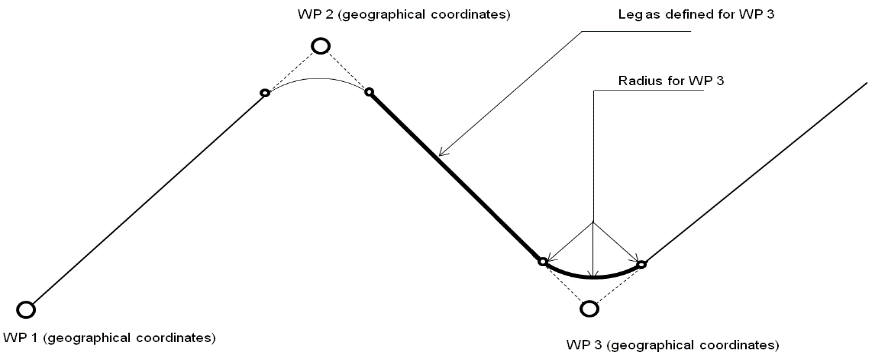 WP 2 (geographical coordinates)
Leg as defined for WP 3
Radius for WP 3
WP 1 (geographical coordinates)
WP 3 (geographical coordinates)